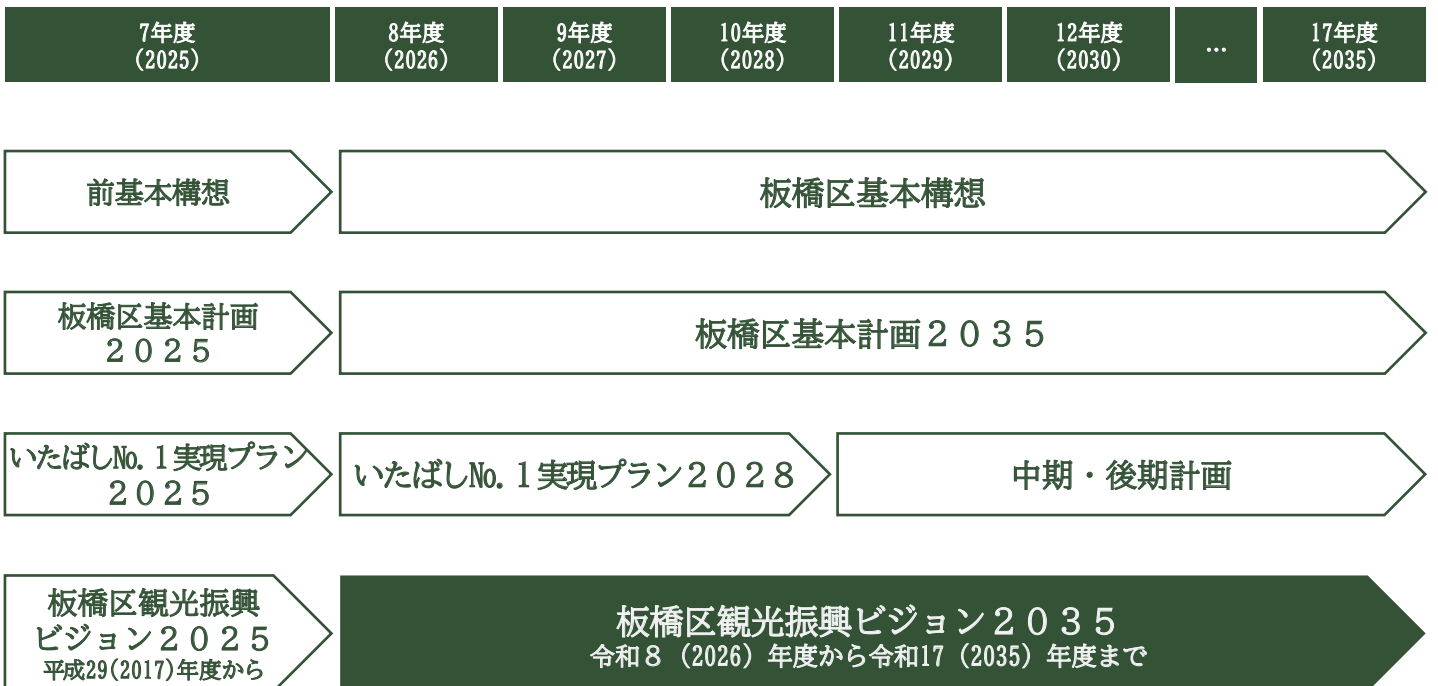 7年度
(2025)
8年度
(2026)
9年度
(2027)
10年度
(2028)
11年度
(2029)
12年度
(2030)
…
17年度
(2035)
前基本構想
板橋区基本構想
板橋区基本計画
２０２５
板橋区基本計画２０３５
いたばしNo.１実現プラン
２０２５
いたばしNo.１実現プラン２０２８
中期・後期計画
板橋区観光振興
ビジョン２０２５
平成29(2017)年度から
板橋区観光振興ビジョン２０３５
令和８（2026）年度から令和17（2035）年度まで